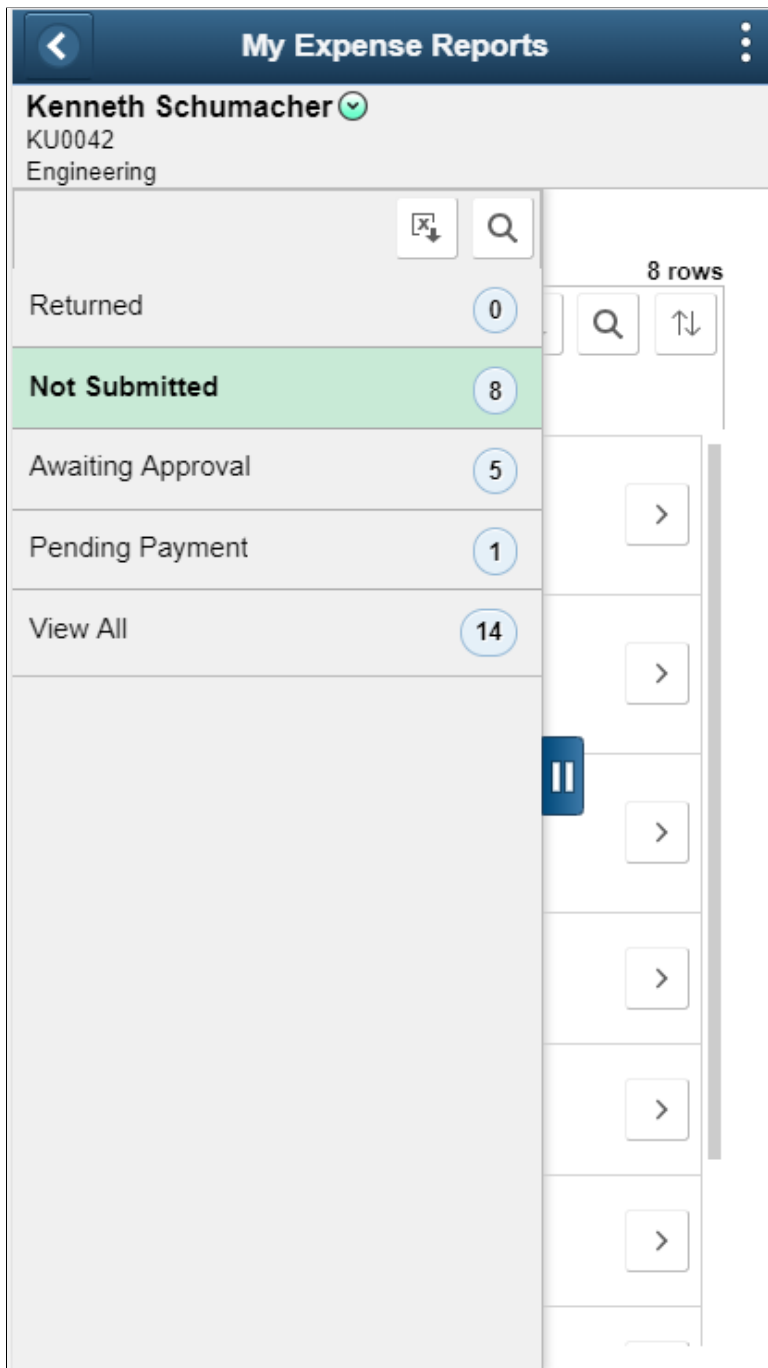 My Expense Reports
Kenneth Schumacher
KU0042
Engineering
8 rows
Returned 0
Not Submitted 8
Awaiting Approval 5
Pending Payment 1
View All 14